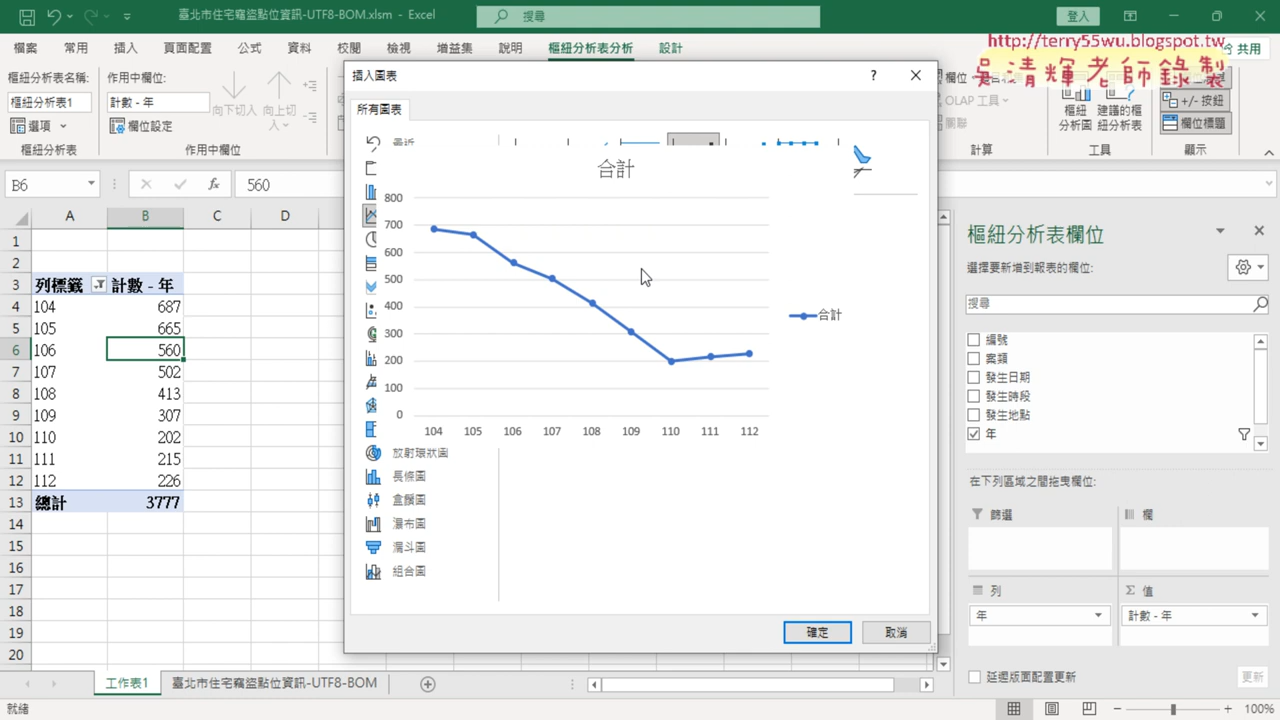 臺北市住宅竊盜點位資訊-UTF8-BOM.xlsm - Excel
搜尋
登入
檔案 常用 插入 頁面配置 公式 資料 校閱 檢視 增益集 說明 樞紐分析表分析 設計
共用
http://terry55wu.blogspot.tw
吳清輝老師錄製
樞紐分析表名稱:
樞紐分析表1
選項
樞紐分析表
作用中欄位:
計數 - 年
欄位設定
向下切入
向上切入
作用中欄位
OLAP 工具
關聯
計算
樞紐分析圖
建議的樞紐分析表
工具
+/- 按鈕
欄位標題
顯示
B6
fx
560
A B C D
1
2
3 列標籤 計數 - 年
4 104 687
5 105 665
6 106 560
7 107 502
8 108 413
9 109 307
10 110 202
11 111 215
12 112 226
13 總計 3777
14
15
16
17
18
19
20
插入圖表
?
所有圖表
最近
合計
800
700
600
500
400
300
200
100
0
104 105 106 107 108 109 110 111 112
合計
放射環狀圖
長條圖
盒鬚圖
瀑布圖
漏斗圖
組合圖
確定
取消
樞紐分析表欄位
選擇要新增到報表的欄位:
搜尋
編號
案類
發生日期
發生時段
發生地點
年
在下列區域之間拖曳欄位:
篩選
欄
列
Σ 值
年
計數 - 年
延遲版面配置更新
更新
工作表1
臺北市住宅竊盜點位資訊-UTF8-BOM
就緒
100%